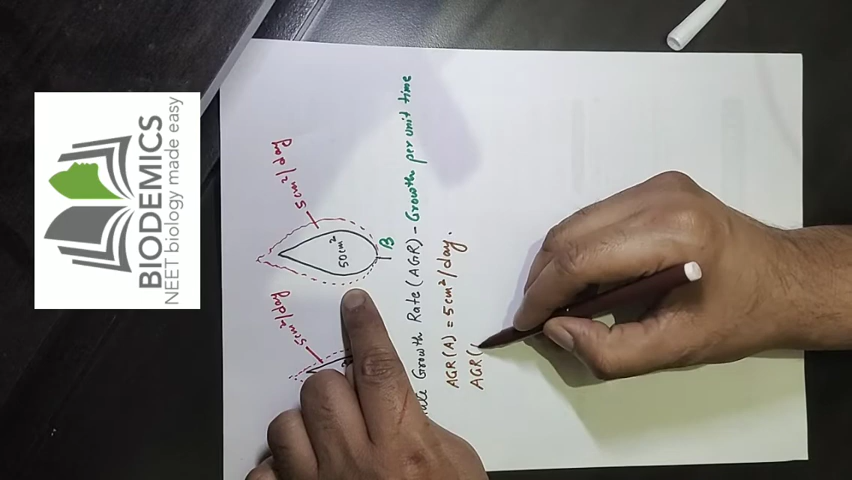 BIODEMICS
NEET biology made easy
5cm²/day
5cm²/day
50cm²
B
Growth Rate (AGR) - Growth per unit time
AGR (A) = 5cm²/day.
AGR (